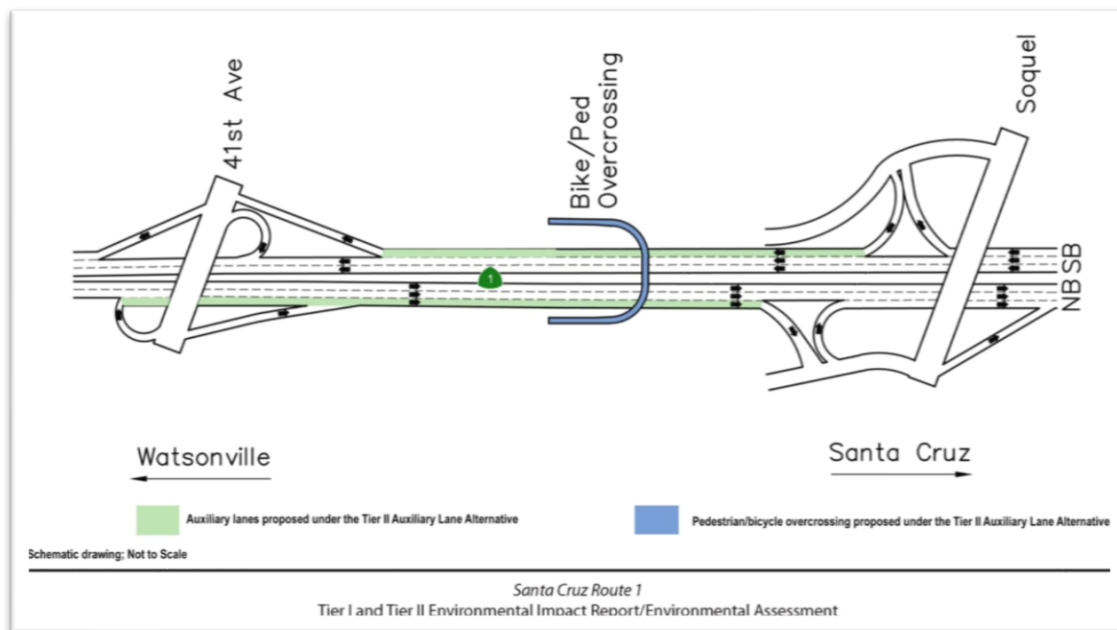 41st Ave
Bike/Ped
Overcrossing
Soquel
1
SB
NB
Watsonville
Santa Cruz
Auxiliary lanes proposed under the Tier II Auxiliary Lane Alternative
Pedestrian/bicycle overcrossing proposed under the Tier II Auxiliary Lane Alternative
Schematic drawing; Not to Scale
Santa Cruz Route 1
Tier I and Tier II Environmental Impact Report/Environmental Assessment